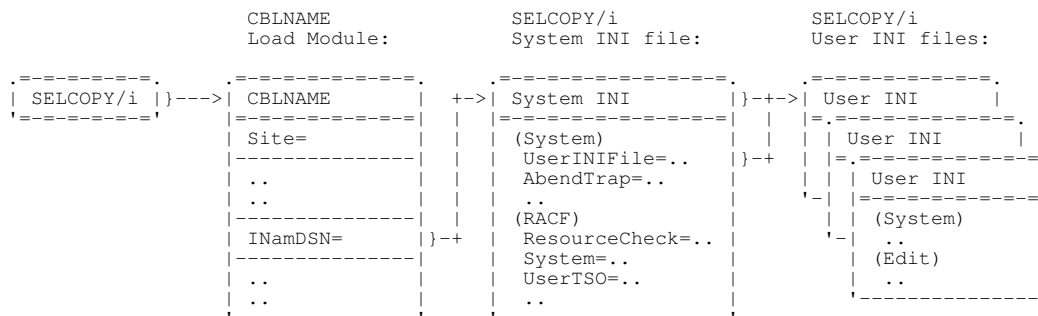 CBLNAME SELCOPY/i SELCOPY/i
Load Module: System INI file: User INI files:
SELCOPY/i CBLNAME System INI User INI
Site= (System) User INI
UserINIFile=..
.. AbendTrap=.. User INI
.. ..
(RACF) (System)
INamDSN= ResourceCheck=.. ..
System=.. (Edit)
.. UserTSO=.. ..
.. ..